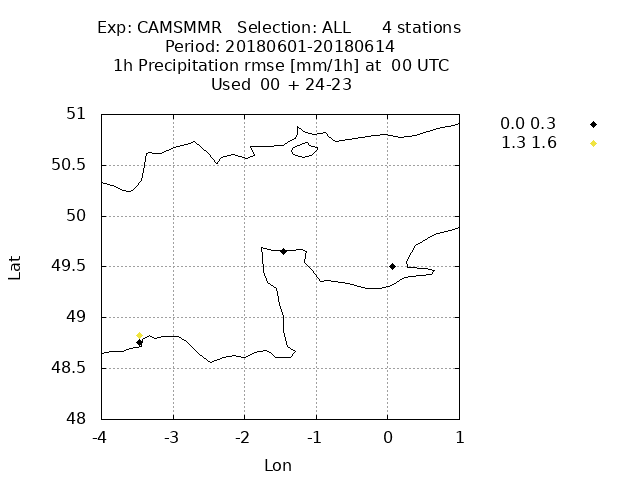 Exp: CAMSMMR   Selection: ALL      4 stations
Period: 20180601-20180614
1h Precipitation rmse [mm/1h] at  00 UTC
Used  00 + 24-23
51
50.5
50
49.5
49
48.5
48
Lat
-4
-3
-2
-1
0
1
Lon
0.0 0.3
1.3 1.6